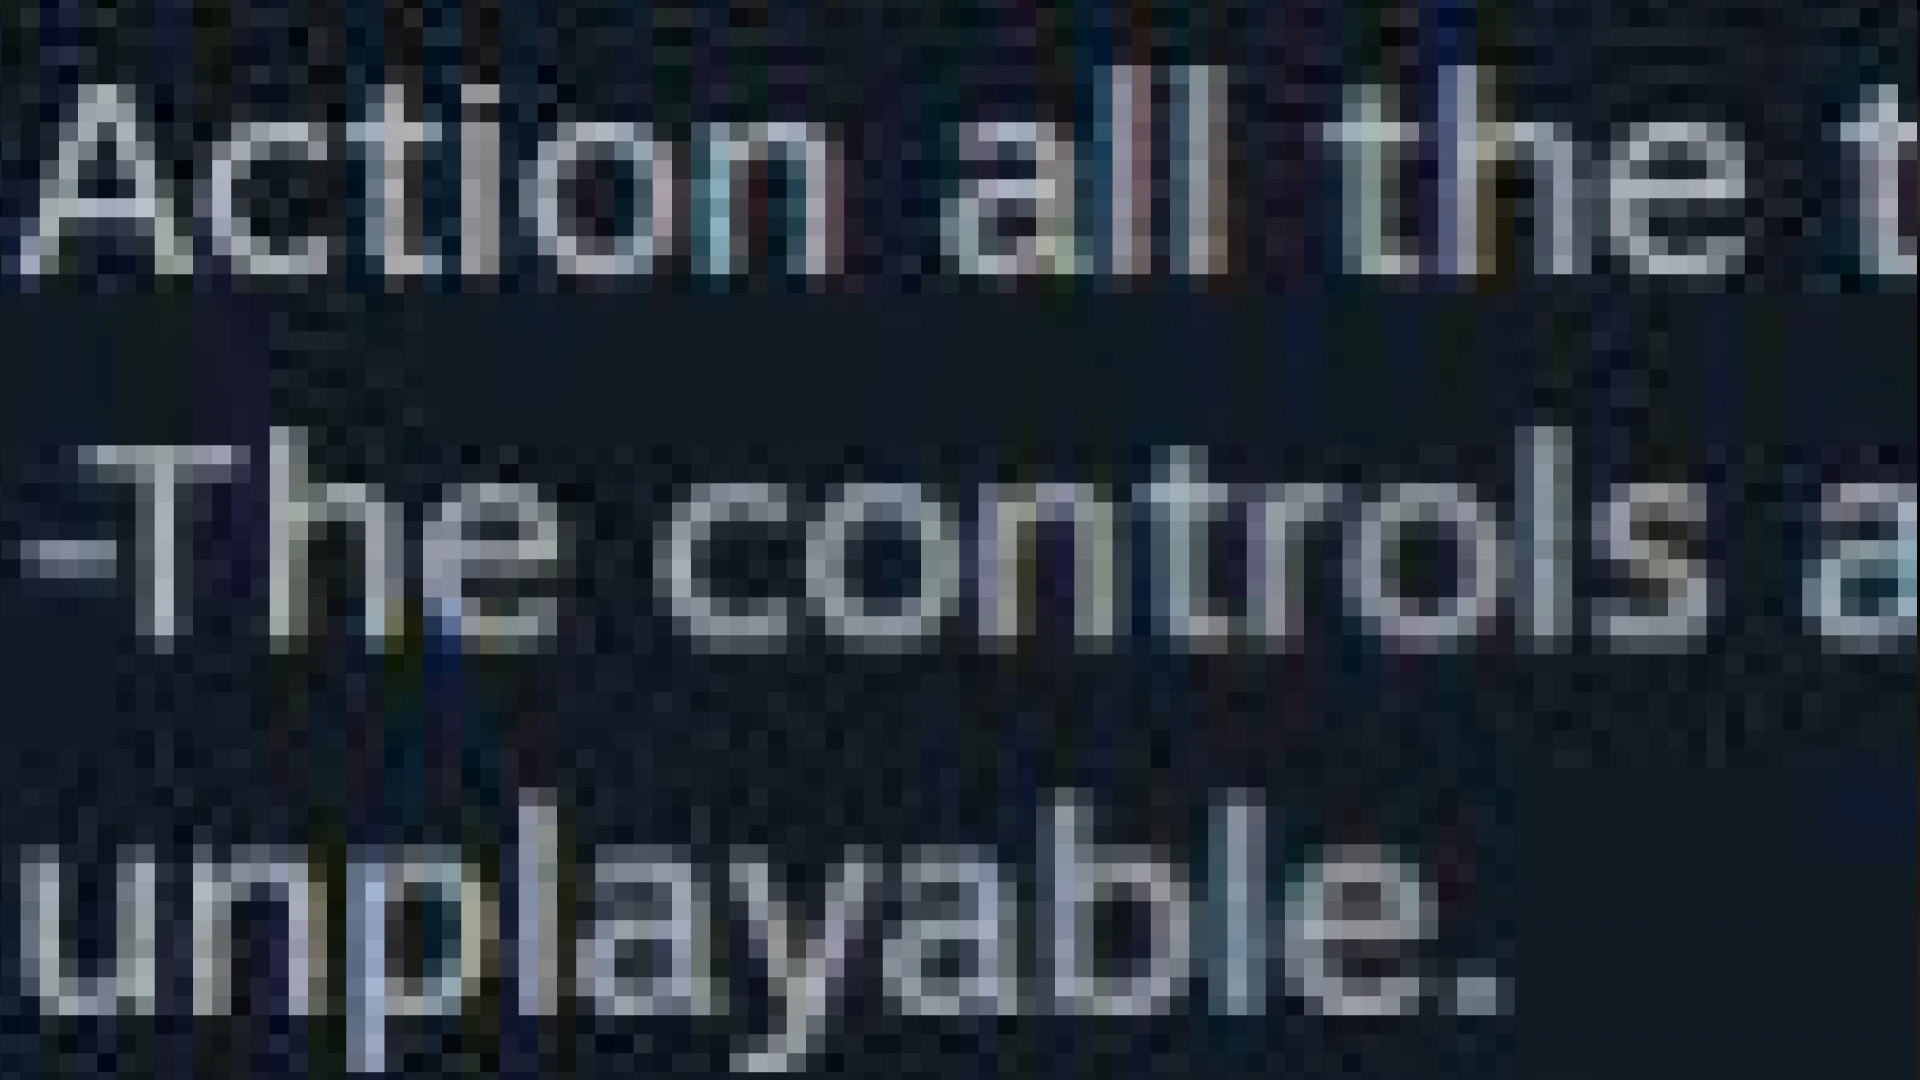 Action all the t
-The controls a
unplayable.